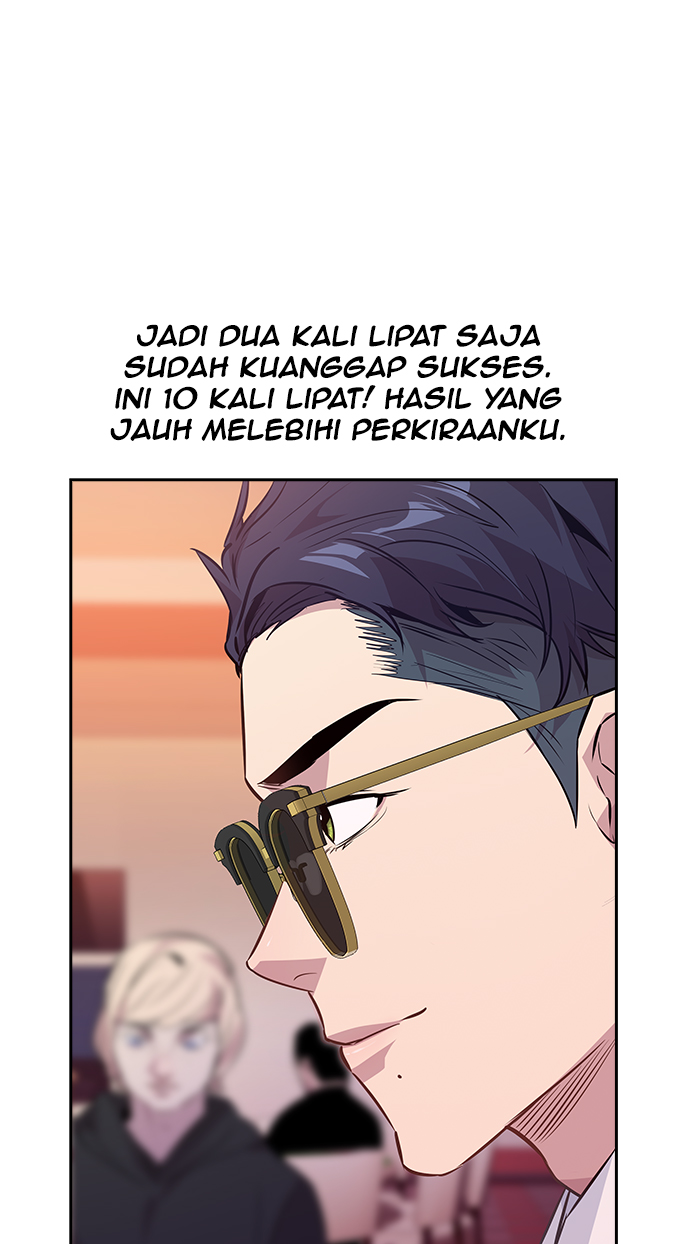 JADI DUA KALI LIPAT SAJA
SUDAH KUANGGAP SUKSES.
INI 10 KALI LIPAT! HASIL YANG
JAUH MELEBIHI PERKIRAANKU.